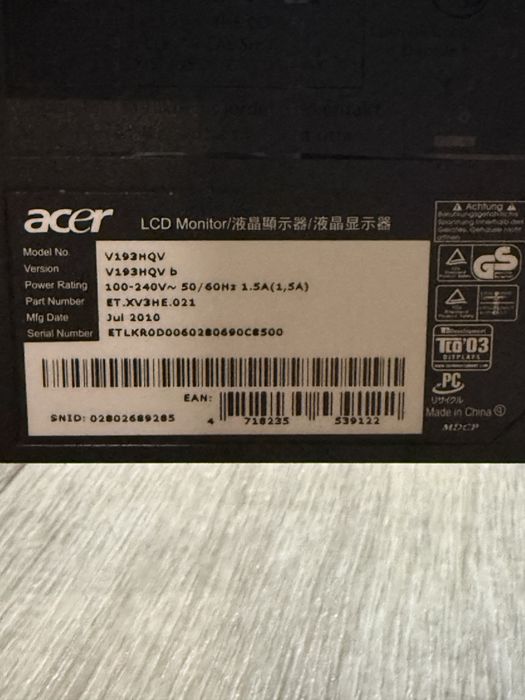 acer LCD Monitor/液晶顯示器/液晶显示器
Model No. V193HQV
Version V193HQV b
Power Rating 100-240V~ 50/60Hz 1.5A(1,5A)
Part Number ET.XV3HE.021
Mfg Date Jul 2010
Serial Number ETLKR0D0060280690C8500
EAN:
SNID: 02802689285
4 718235 539122
Achtung
GS
TCO'03
DISPLAYS
PC
リサイクル
Made in China 4
MDCP